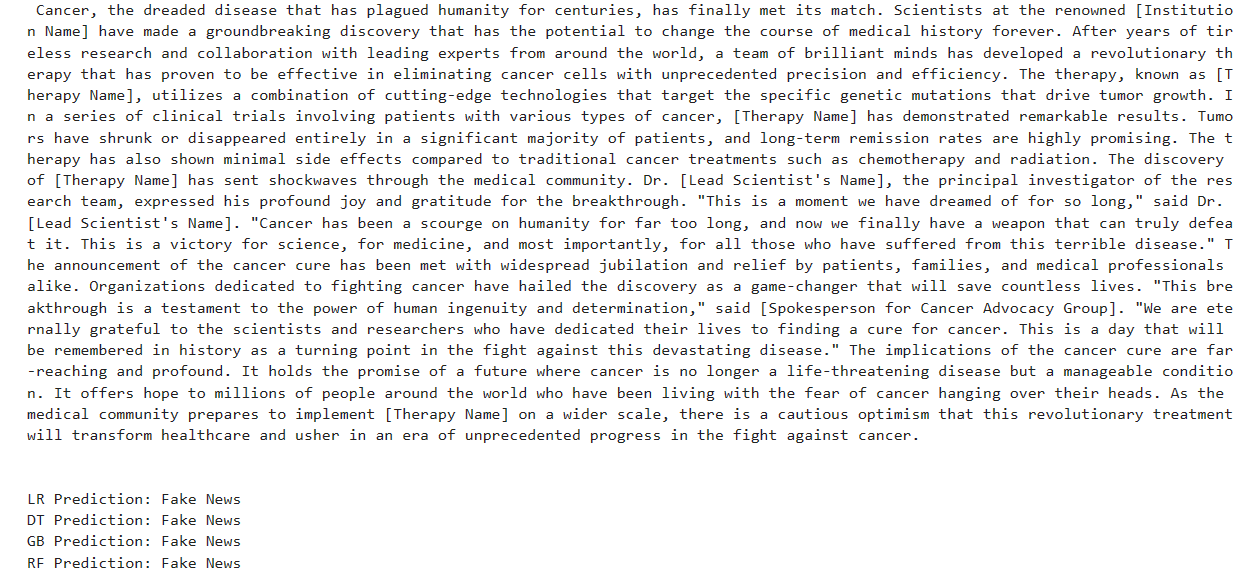 Cancer, the dreaded disease that has plagued humanity for centuries, has finally met its match. Scientists at the renowned [Institutio
n Name] have made a groundbreaking discovery that has the potential to change the course of medical history forever. After years of tir
eless research and collaboration with leading experts from around the world, a team of brilliant minds has developed a revolutionary th
erapy that has proven to be effective in eliminating cancer cells with unprecedented precision and efficiency. The therapy, known as [T
herapy Name], utilizes a combination of cutting-edge technologies that target the specific genetic mutations that drive tumor growth. I
n a series of clinical trials involving patients with various types of cancer, [Therapy Name] has demonstrated remarkable results. Tumo
rs have shrunk or disappeared entirely in a significant majority of patients, and long-term remission rates are highly promising. The t
herapy has also shown minimal side effects compared to traditional cancer treatments such as chemotherapy and radiation. The discovery
of [Therapy Name] has sent shockwaves through the medical community. Dr. [Lead Scientist's Name], the principal investigator of the res
earch team, expressed his profound joy and gratitude for the breakthrough. "This is a moment we have dreamed of for so long," said Dr.
[Lead Scientist's Name]. "Cancer has been a scourge on humanity for far too long, and now we finally have a weapon that can truly defea
t it. This is a victory for science, for medicine, and most importantly, for all those who have suffered from this terrible disease." T
he announcement of the cancer cure has been met with widespread jubilation and relief by patients, families, and medical professionals
alike. Organizations dedicated to fighting cancer have hailed the discovery as a game-changer that will save countless lives. "This bre
akthrough is a testament to the power of human ingenuity and determination," said [Spokesperson for Cancer Advocacy Group]. "We are ete
rnally grateful to the scientists and researchers who have dedicated their lives to finding a cure for cancer. This is a day that will
be remembered in history as a turning point in the fight against this devastating disease." The implications of the cancer cure are far
-reaching and profound. It holds the promise of a future where cancer is no longer a life-threatening disease but a manageable conditio
n. It offers hope to millions of people around the world who have been living with the fear of cancer hanging over their heads. As the
medical community prepares to implement [Therapy Name] on a wider scale, there is a cautious optimism that this revolutionary treatment
will transform healthcare and usher in an era of unprecedented progress in the fight against cancer.
LR Prediction: Fake News
DT Prediction: Fake News
GB Prediction: Fake News
RF Prediction: Fake News